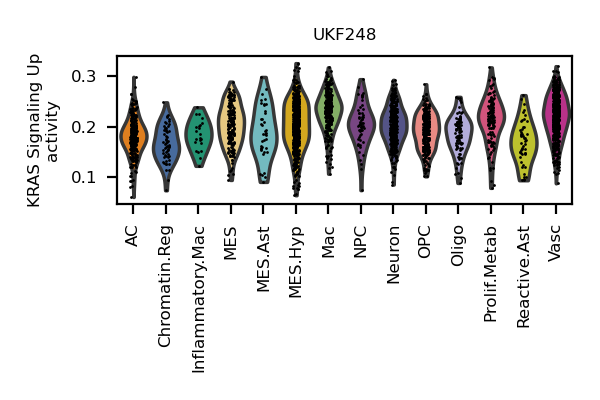 UKF248
KRAS Signaling Up
activity
0.3
0.2
0.1
AC
Chromatin.Reg
Inflammatory.Mac
MES
MES.Ast
MES.Hyp
Mac
NPC
Neuron
OPC
Oligo
Prolif.Metab
Reactive.Ast
Vasc